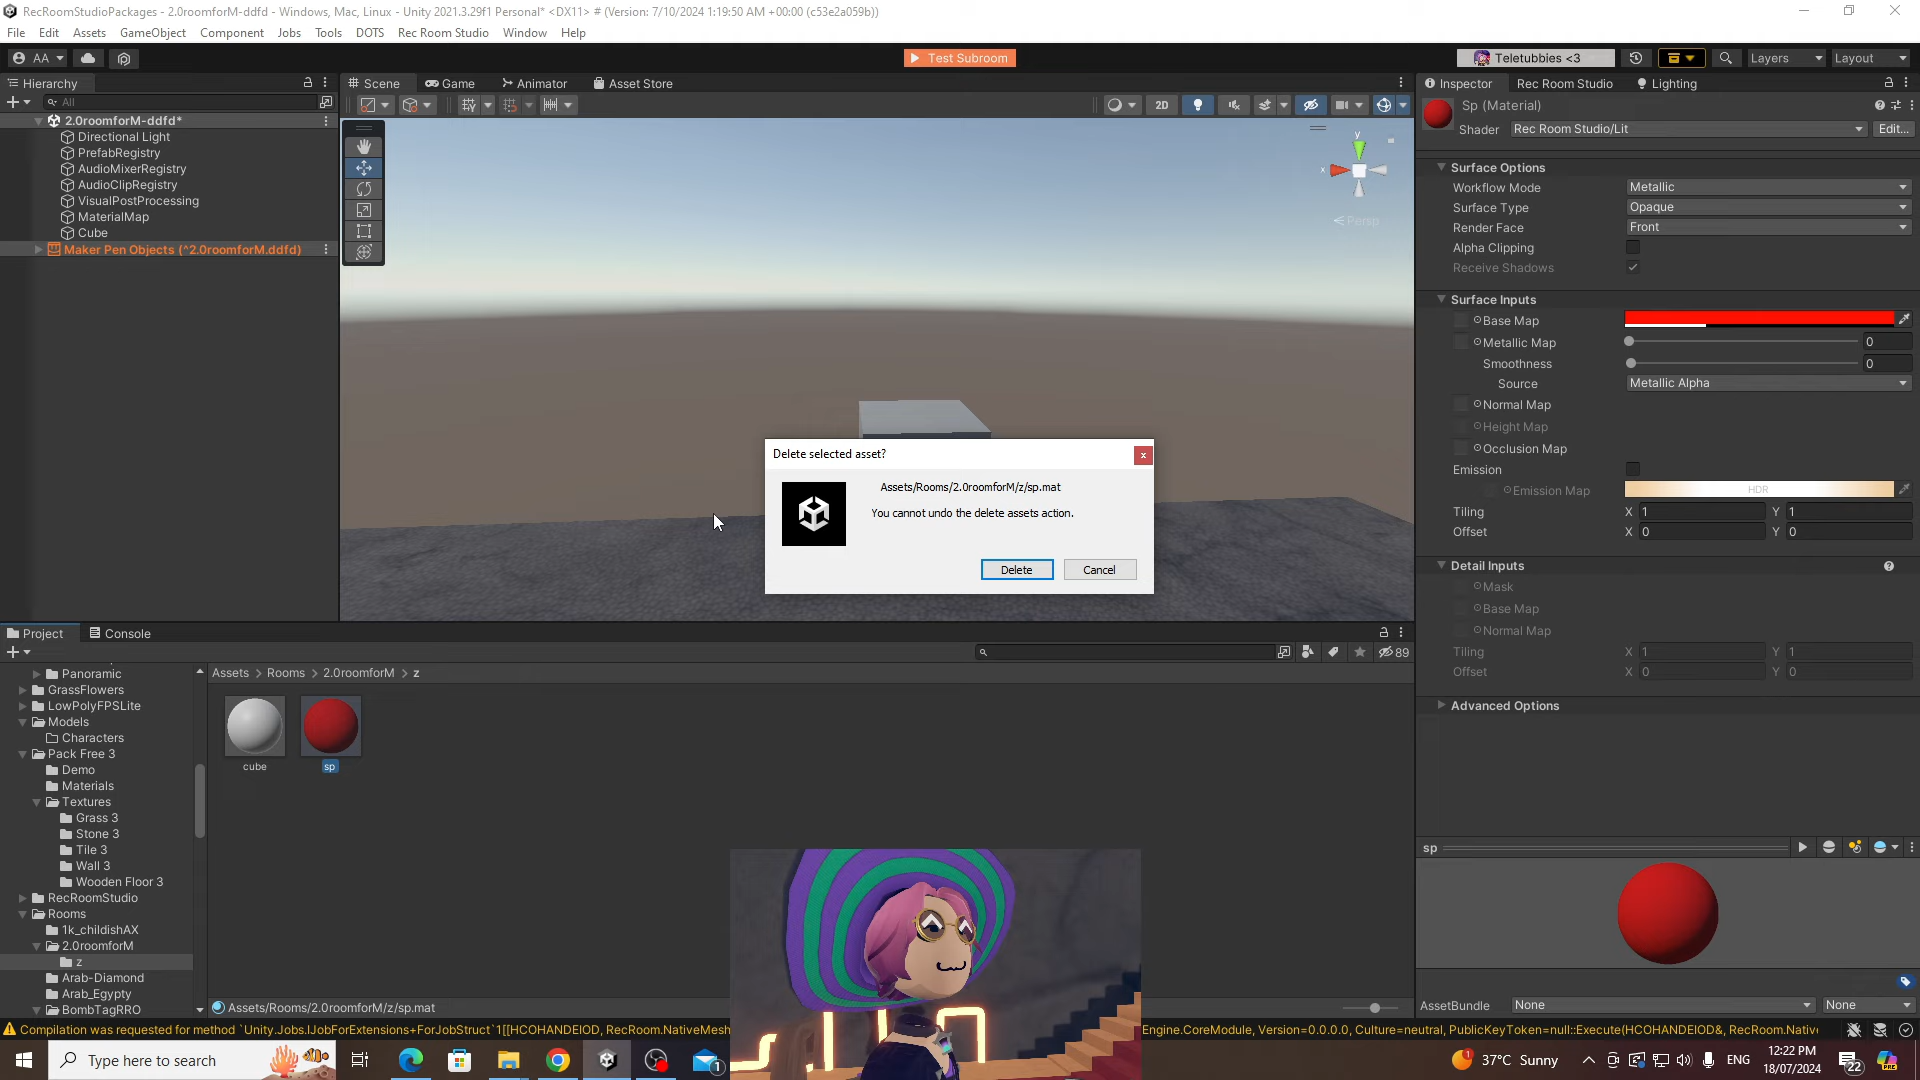 RecRoomStudioPackages - 2.0roomforM-ddfd - Windows, Mac, Linux - Unity 2021.3.29f1 Personal* <DX11> # (Version: 7/10/2024 1:19:50 AM +00:00 (c53e2a059b))
File Edit Assets GameObject Component Jobs Tools DOTS Rec Room Studio Window Help
AA Test Subroom Teletubbies <3 Layers Layout
Hierarchy Scene Game Animator Asset Store Inspector Rec Room Studio Lighting
All 2D Sp (Material)
2.0roomforM-ddfd* Shader Rec Room Studio/Lit Edit...
Directional Light
PrefabRegistry
AudioMixerRegistry
AudioClipRegistry
VisualPostProcessing
MaterialMap
Cube
Maker Pen Objects (^2.0roomforM.ddfd)
y
x
Persp
Surface Options
Workflow Mode Metallic
Surface Type Opaque
Render Face Front
Alpha Clipping
Receive Shadows
Surface Inputs
Base Map
Metallic Map 0
Smoothness 0
Source Metallic Alpha
Normal Map
Height Map
Occlusion Map
Emission
Emission Map HDR
Tiling X 1 Y 1
Offset X 0 Y 0
Detail Inputs
Mask
Base Map
Normal Map
Tiling X 1 Y 1
Offset X 0 Y 0
Advanced Options
Delete selected asset? x
Assets/Rooms/2.0roomforM/z/sp.mat
You cannot undo the delete assets action.
Delete Cancel
Project Console
89
Panoramic
GrassFlowers
LowPolyFPSLite
Models
Characters
Pack Free 3
Demo
Materials
Textures
Grass 3
Stone 3
Tile 3
Wall 3
Wooden Floor 3
RecRoomStudio
Rooms
1k_childishAX
2.0roomforM
z
Arab-Diamond
Arab_Egypty
BombTagRRO
Assets > Rooms > 2.0roomforM > z
cube sp
Assets/Rooms/2.0roomforM/z/sp.mat
sp
AssetBundle None None
Compilation was requested for method `Unity.Jobs.IJobForExtensions+ForJobStruct`1[[HCOHANDEIOD, RecRoom.NativeMesh
Engine.CoreModule, Version=0.0.0.0, Culture=neutral, PublicKeyToken=null::Execute(HCOHANDEIOD&, RecRoom.Native
Type here to search 1 1 37°C Sunny ENG 12:22 PM
18/07/2024 22 PRE